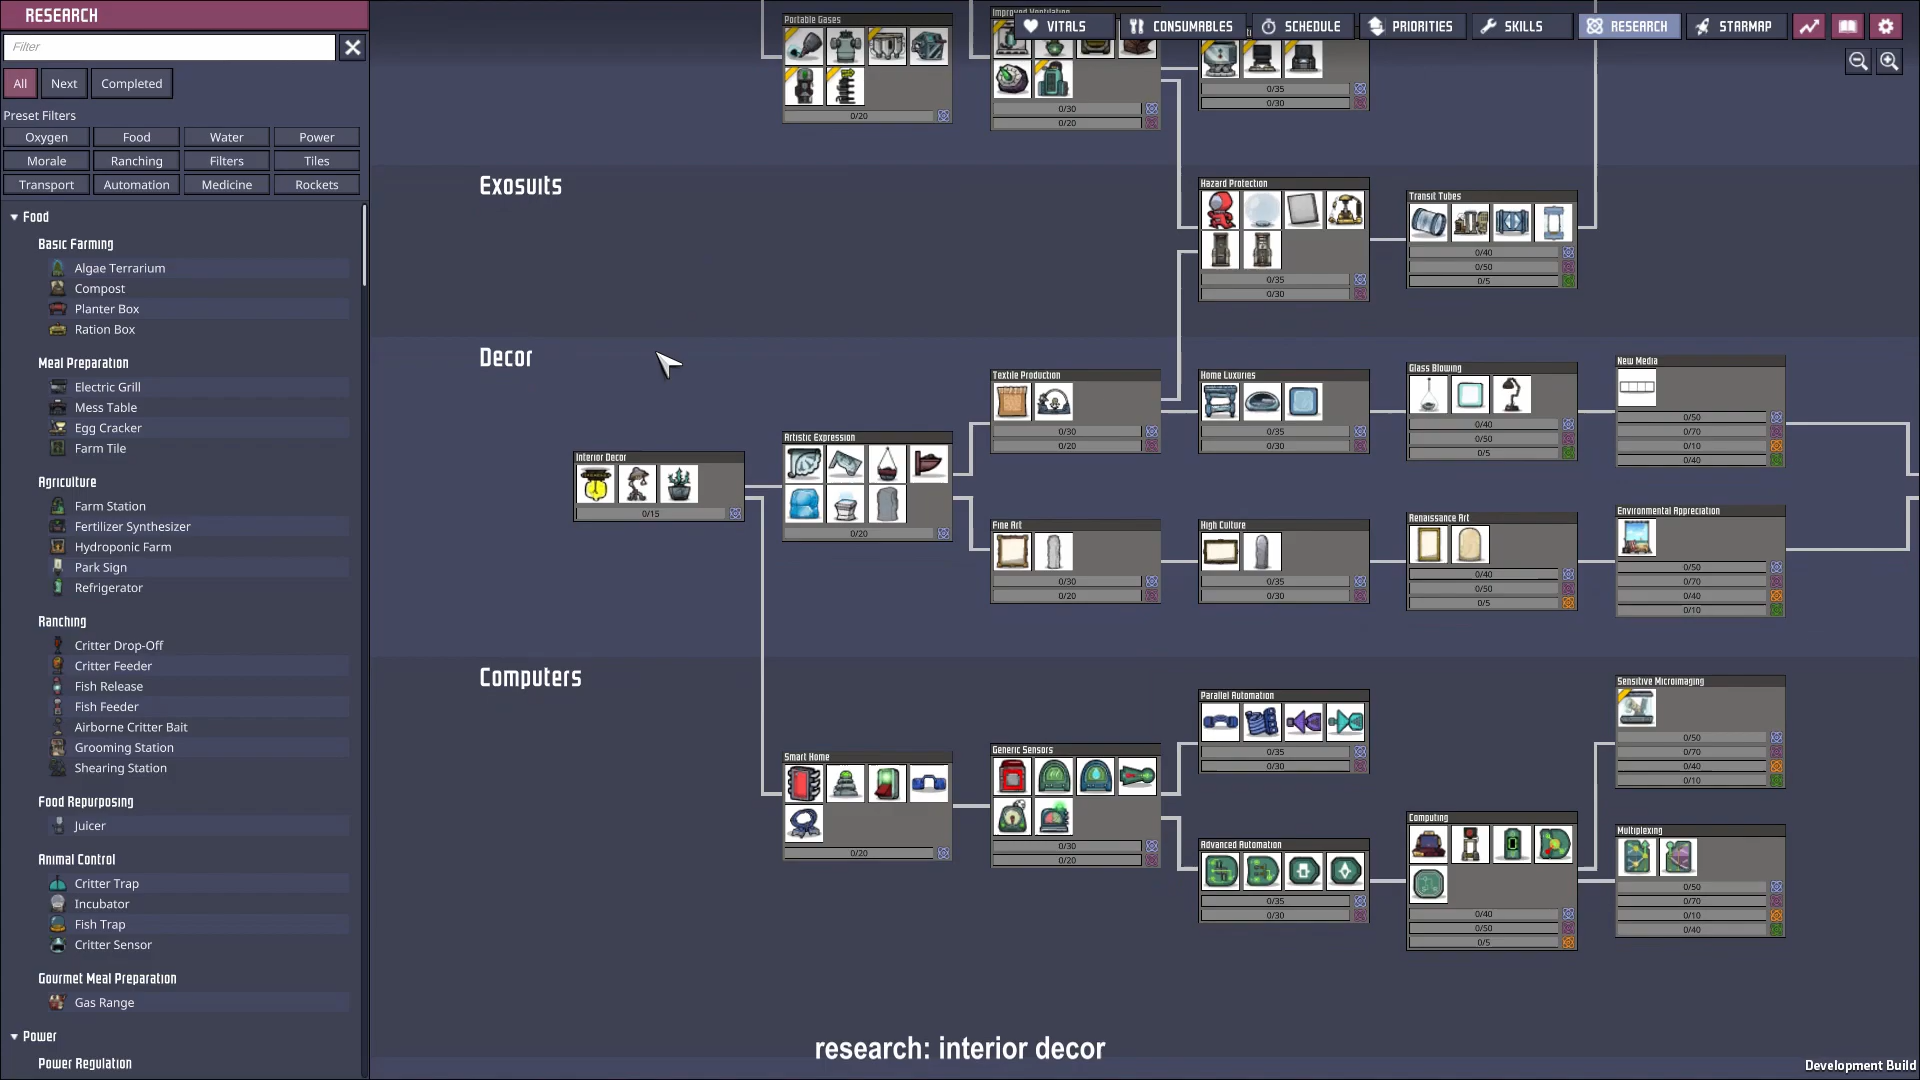 RESEARCH
VITALS
CONSUMABLES
SCHEDULE
PRIORITIES
SKILLS
RESEARCH
STARMAP
Filter
All
Next
Completed
Preset Filters
Oxygen
Food
Water
Power
Morale
Ranching
Filters
Tiles
Transport
Automation
Medicine
Rockets
Food
Basic Farming
Algae Terrarium
Compost
Planter Box
Ration Box
Meal Preparation
Electric Grill
Mess Table
Egg Cracker
Farm Tile
Agriculture
Farm Station
Fertilizer Synthesizer
Hydroponic Farm
Park Sign
Refrigerator
Ranching
Critter Drop-Off
Critter Feeder
Fish Release
Fish Feeder
Airborne Critter Bait
Grooming Station
Shearing Station
Food Repurposing
Juicer
Animal Control
Critter Trap
Incubator
Fish Trap
Critter Sensor
Gourmet Meal Preparation
Gas Range
Power
Power Regulation
Portable Gases
0/20
Improved Ventilation
0/30
0/20
0/35
0/30
Exosuits
Hazard Protection
0/35
0/30
Transit Tubes
0/40
0/50
0/5
Decor
Interior Decor
0/15
Artistic Expression
0/20
Textile Production
0/30
0/20
Home Luxuries
0/35
0/30
Glass Blowing
0/40
0/50
0/5
New Media
0/50
0/70
0/10
0/40
Fine Art
0/30
0/20
High Culture
0/35
0/30
Renaissance Art
0/40
0/50
0/5
Environmental Appreciation
0/50
0/70
0/40
0/10
Computers
Smart Home
0/20
Generic Sensors
0/30
0/20
Parallel Automation
0/35
0/30
Advanced Automation
0/35
0/30
Computing
0/40
0/50
0/5
Sensitive Microimaging
0/50
0/70
0/40
0/10
Multiplexing
0/50
0/70
0/10
0/40
research: interior decor
Development Build